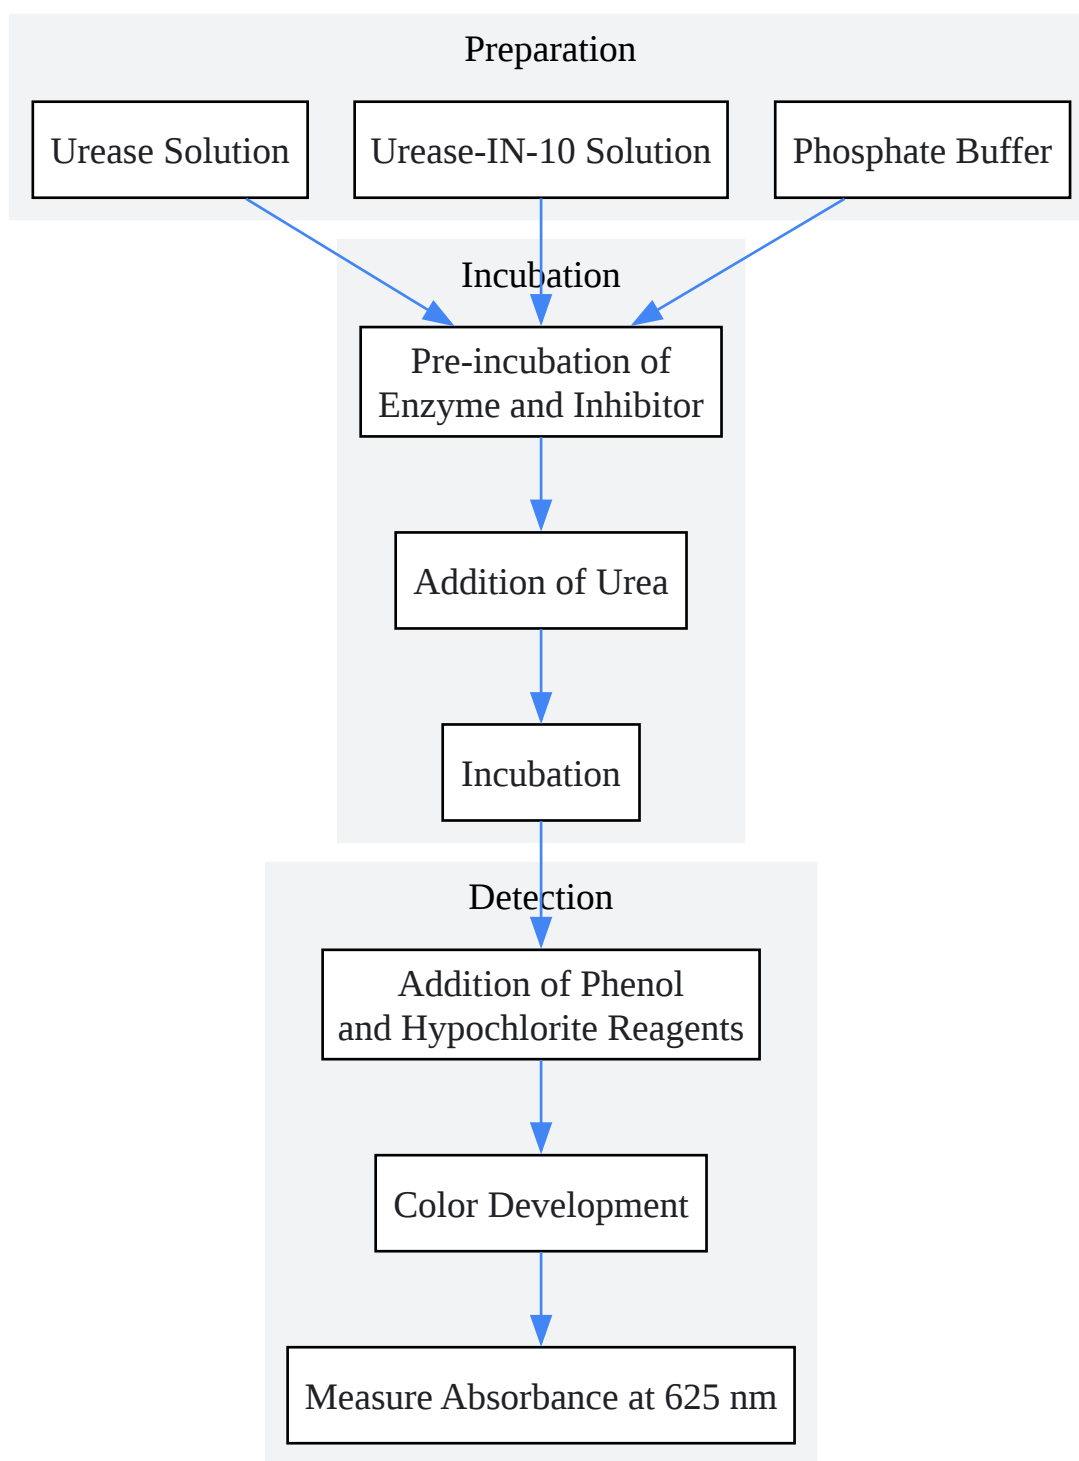 Preparation
Urease Solution
Urease-IN-10 Solution
Phosphate Buffer
Incubation
Pre-incubation of
Enzyme and Inhibitor
Addition of Urea
Incubation
Detection
Addition of Phenol
and Hypochlorite Reagents
Color Development
Measure Absorbance at 625 nm